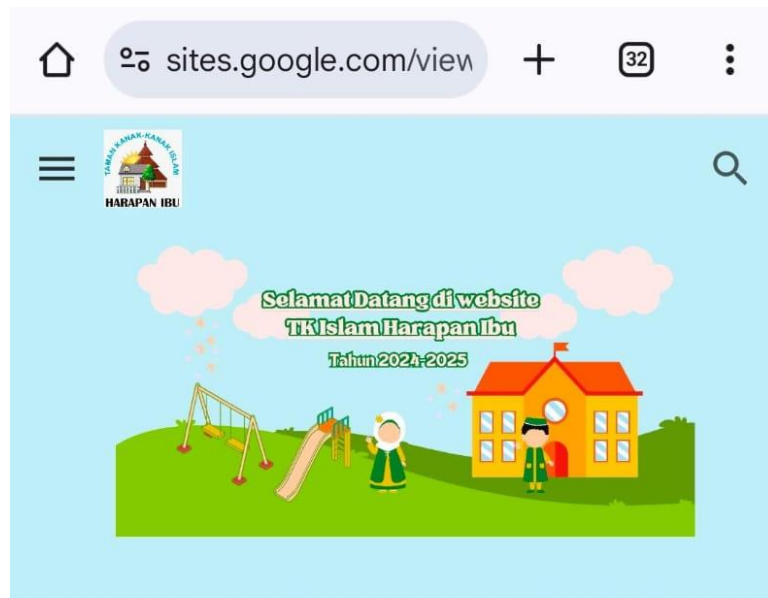 sites.google.com/view
32
TAMAN KANAK-KANAK ISLAM
HARAPAN IBU
Selamat Datang di website
TK Islam Harapan Ibu
Tahun 2024-2025